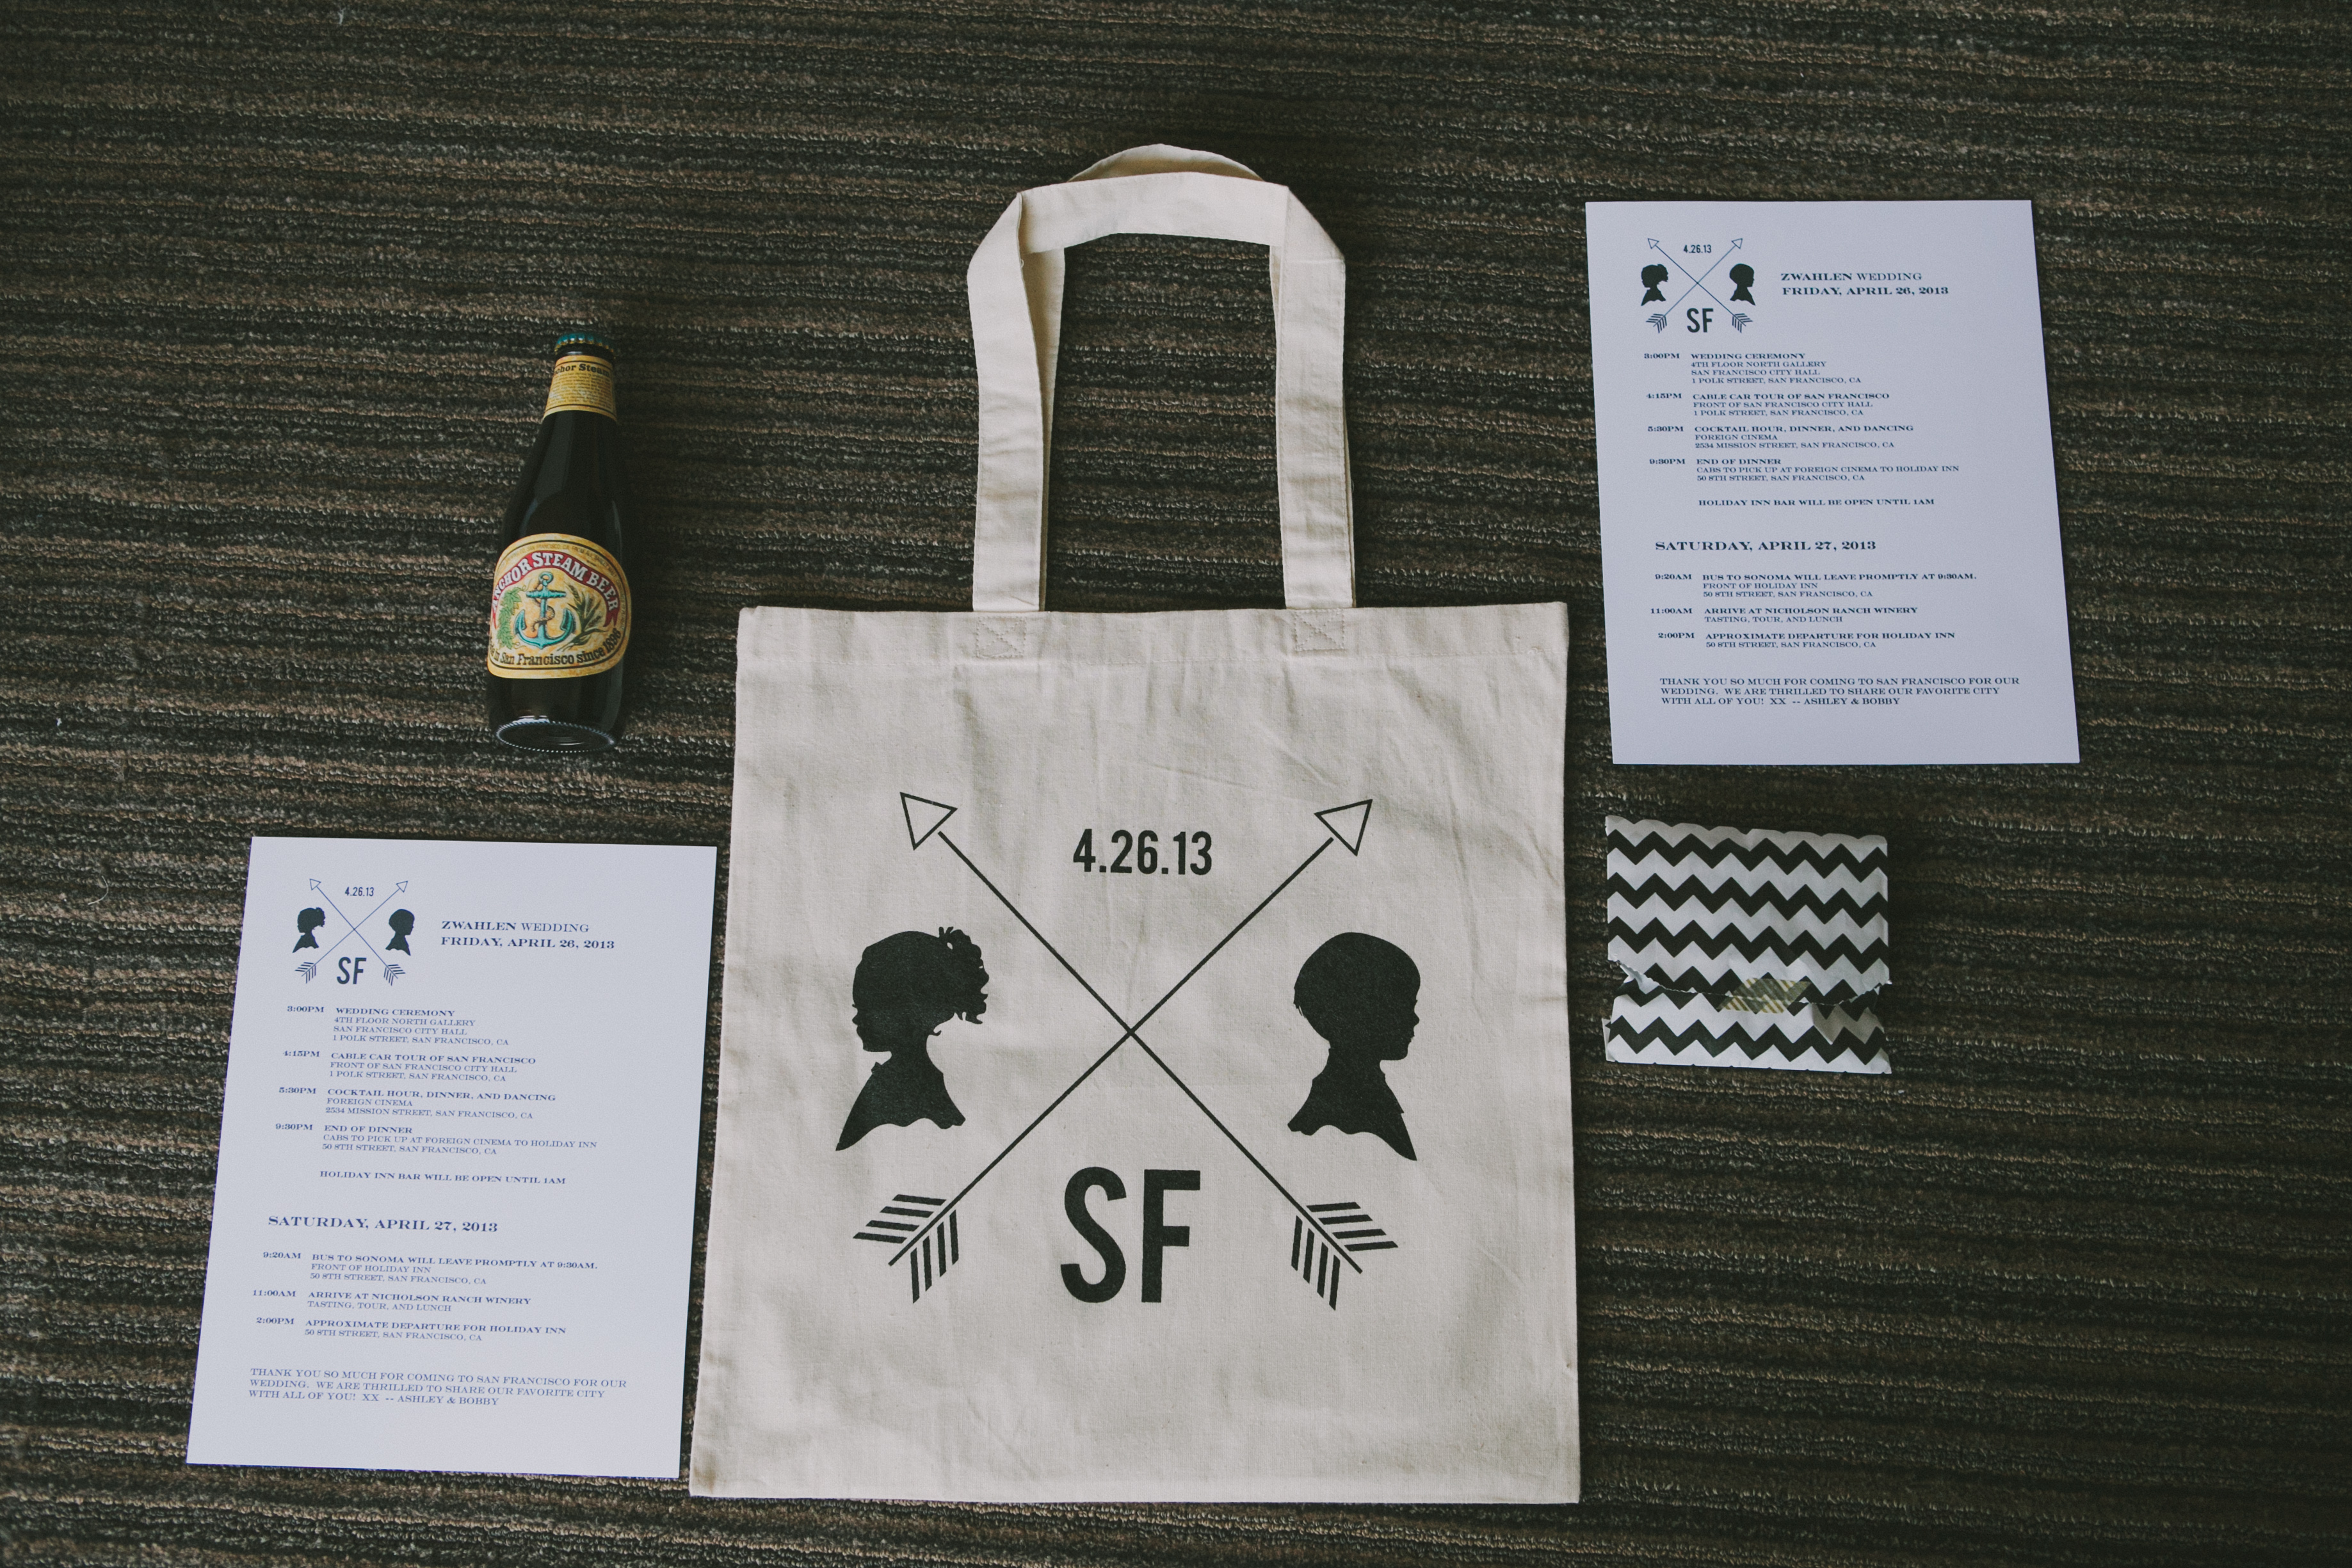 Anchor Steam
ANCHOR STEAM BEER
in San Francisco since 1896
4.26.13
SF
4.26.13
SF
ZWAHLEN WEDDING
FRIDAY, APRIL 26, 2013
3:00PM WEDDING CEREMONY
4TH FLOOR NORTH GALLERY
SAN FRANCISCO CITY HALL
1 POLK STREET, SAN FRANCISCO, CA
4:15PM CABLE CAR TOUR OF SAN FRANCISCO
FRONT OF SAN FRANCISCO CITY HALL
1 POLK STREET, SAN FRANCISCO, CA
5:30PM COCKTAIL HOUR, DINNER, AND DANCING
FOREIGN CINEMA
2534 MISSION STREET, SAN FRANCISCO, CA
9:30PM END OF DINNER
CABS TO PICK UP AT FOREIGN CINEMA TO HOLIDAY INN
50 8TH STREET, SAN FRANCISCO, CA
HOLIDAY INN BAR WILL BE OPEN UNTIL 1AM
SATURDAY, APRIL 27, 2013
9:20AM BUS TO SONOMA WILL LEAVE PROMPTLY AT 9:30AM.
FRONT OF HOLIDAY INN
50 8TH STREET, SAN FRANCISCO, CA
11:00AM ARRIVE AT NICHOLSON RANCH WINERY
TASTING, TOUR, AND LUNCH
2:00PM APPROXIMATE DEPARTURE FOR HOLIDAY INN
50 8TH STREET, SAN FRANCISCO, CA
THANK YOU SO MUCH FOR COMING TO SAN FRANCISCO FOR OUR
WEDDING. WE ARE THRILLED TO SHARE OUR FAVORITE CITY
WITH ALL OF YOU! XX -- ASHLEY & BOBBY
4.26.13
SF
ZWAHLEN WEDDING
FRIDAY, APRIL 26, 2013
3:00PM WEDDING CEREMONY
4TH FLOOR NORTH GALLERY
SAN FRANCISCO CITY HALL
1 POLK STREET, SAN FRANCISCO, CA
4:15PM CABLE CAR TOUR OF SAN FRANCISCO
FRONT OF SAN FRANCISCO CITY HALL
1 POLK STREET, SAN FRANCISCO, CA
5:30PM COCKTAIL HOUR, DINNER, AND DANCING
FOREIGN CINEMA
2534 MISSION STREET, SAN FRANCISCO, CA
9:30PM END OF DINNER
CABS TO PICK UP AT FOREIGN CINEMA TO HOLIDAY INN
50 8TH STREET, SAN FRANCISCO, CA
HOLIDAY INN BAR WILL BE OPEN UNTIL 1AM
SATURDAY, APRIL 27, 2013
9:20AM BUS TO SONOMA WILL LEAVE PROMPTLY AT 9:30AM.
FRONT OF HOLIDAY INN
50 8TH STREET, SAN FRANCISCO, CA
11:00AM ARRIVE AT NICHOLSON RANCH WINERY
TASTING, TOUR, AND LUNCH
2:00PM APPROXIMATE DEPARTURE FOR HOLIDAY INN
50 8TH STREET, SAN FRANCISCO, CA
THANK YOU SO MUCH FOR COMING TO SAN FRANCISCO FOR OUR
WEDDING. WE ARE THRILLED TO SHARE OUR FAVORITE CITY
WITH ALL OF YOU! XX -- ASHLEY & BOBBY